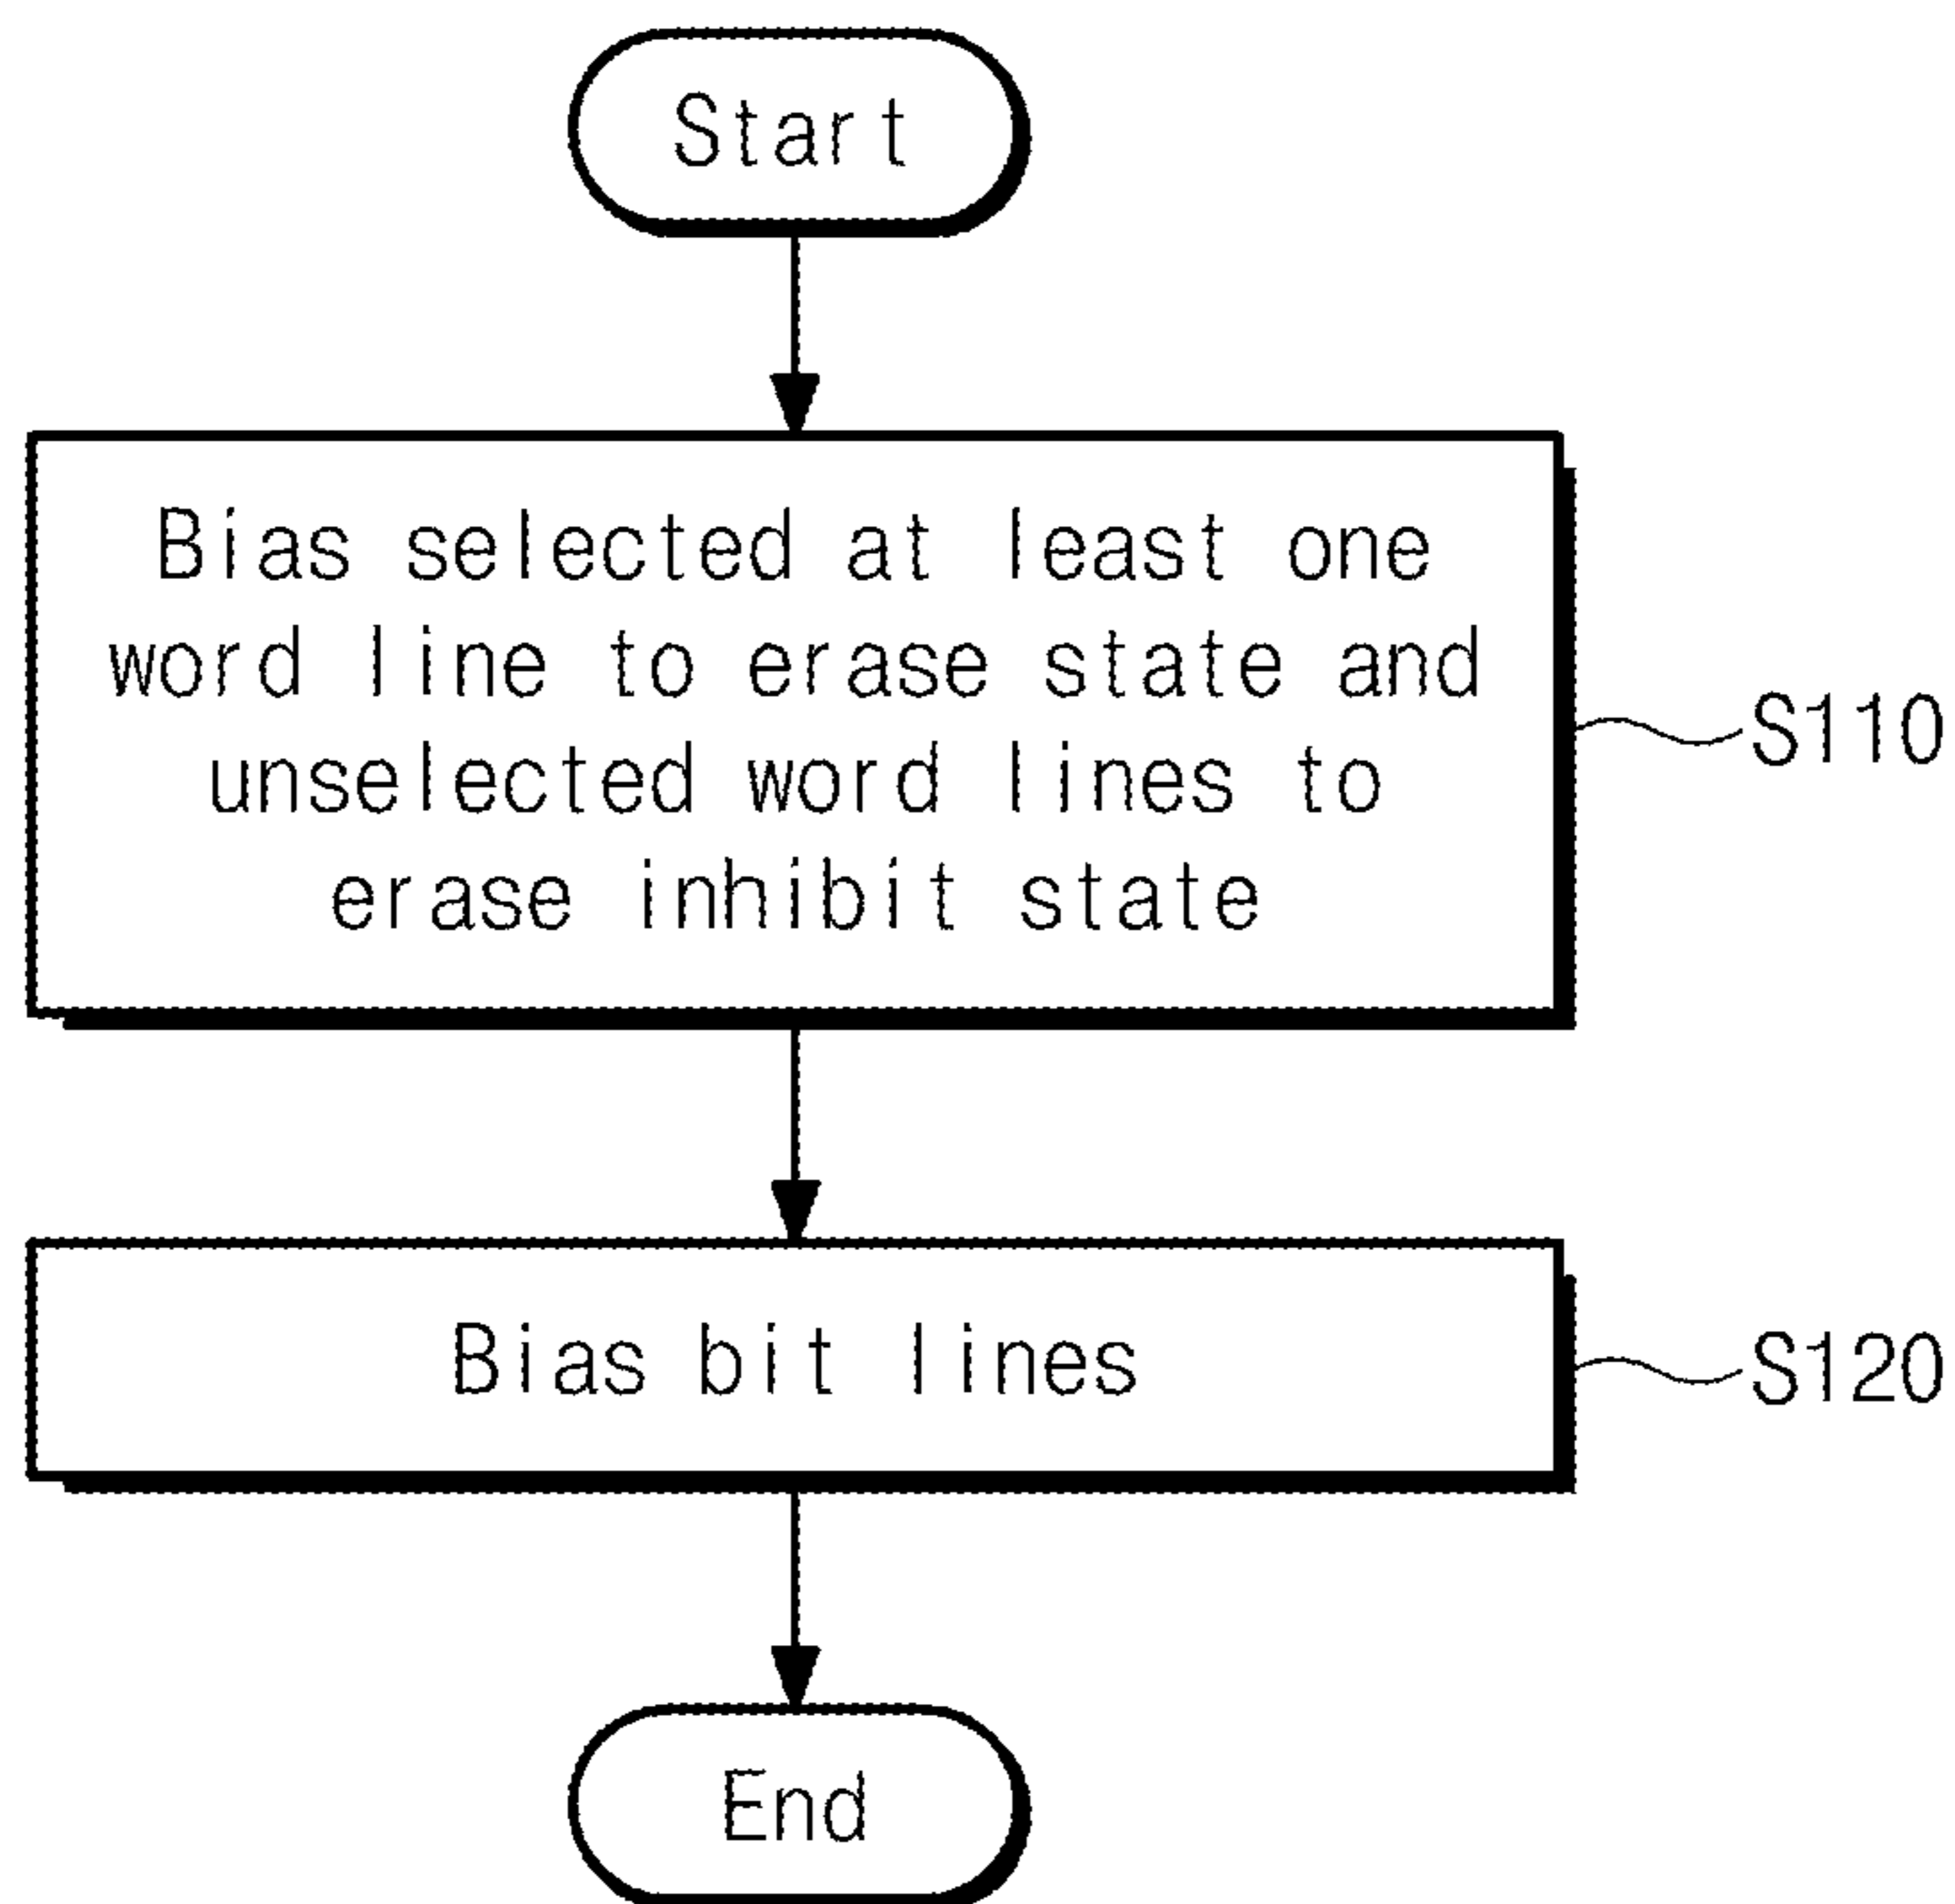 Start
Bias selected at least one
word line to erase state and
unselected word lines to
erase inhibit state
S110
Bias bit lines
S120
End